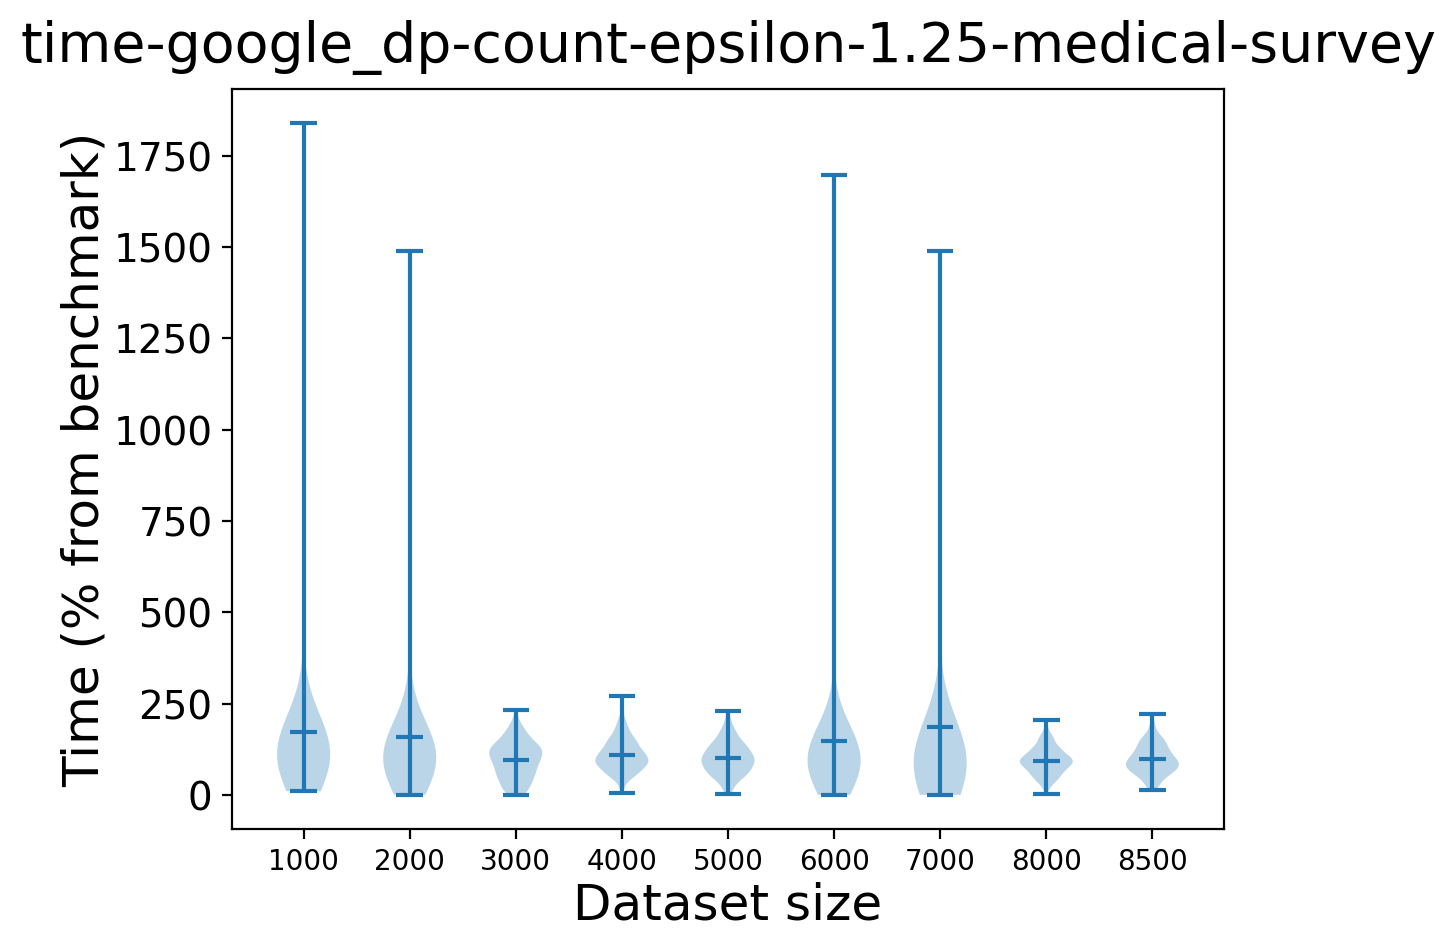 time-google_dp-count-epsilon-1.25-medical-survey
Time (% from benchmark)
1750
1500
1250
1000
750
500
250
0
1000 2000 3000 4000 5000 6000 7000 8000 8500
Dataset size